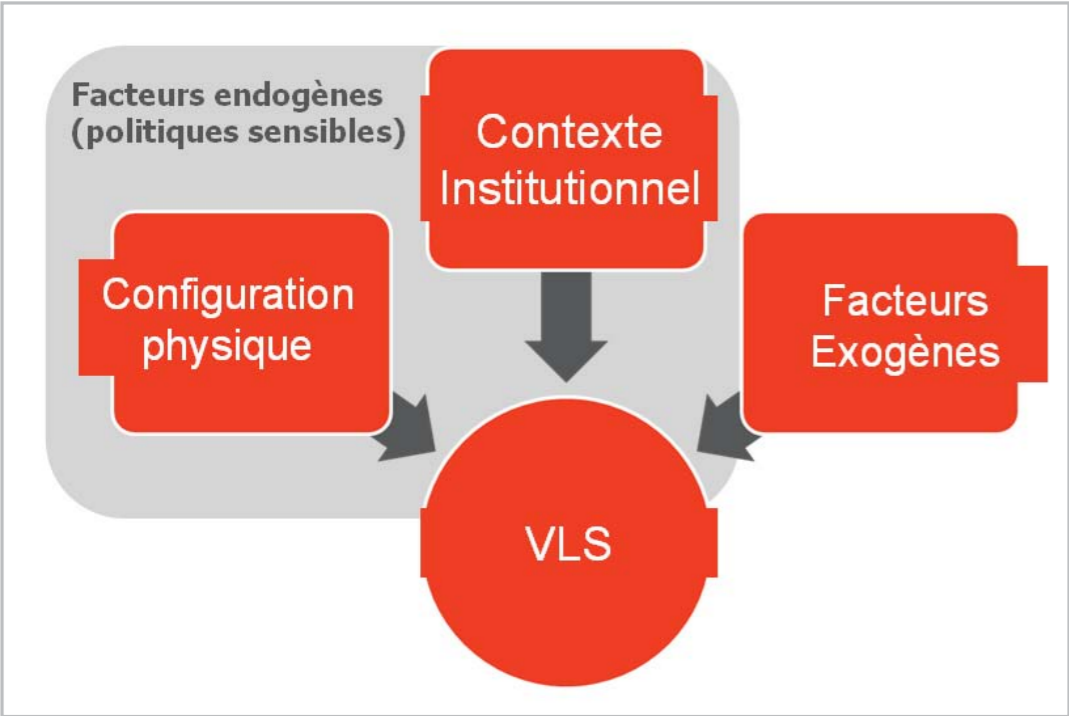 Facteurs endogènes
(politiques sensibles)
Contexte
Institutionnel
Configuration
physique
Facteurs
Exogènes
VLS